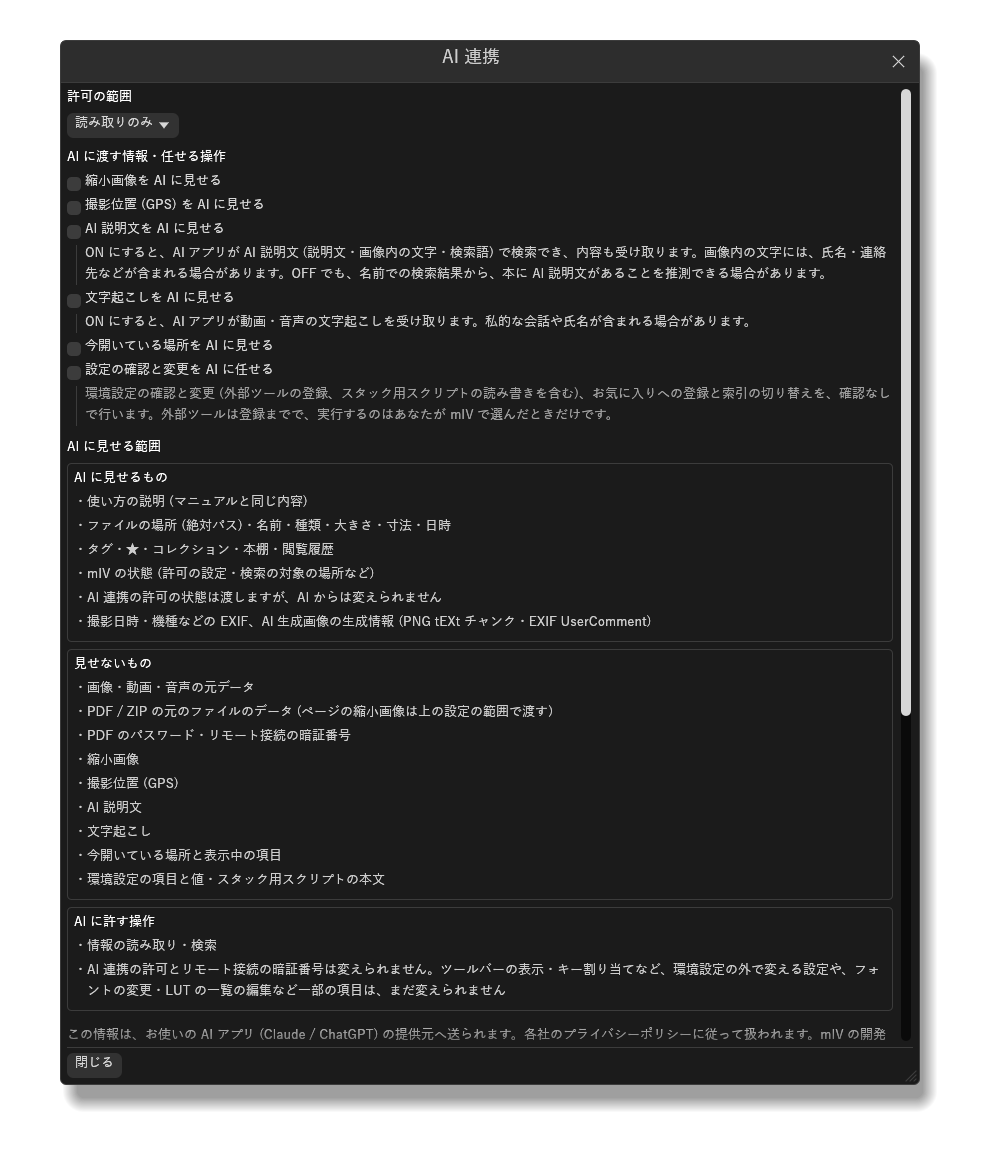 AI 連携
許可の範囲
読み取りのみ
AI に渡す情報・任せる操作
縮小画像を AI に見せる
撮影位置 (GPS) を AI に見せる
AI 説明文を AI に見せる
ON にすると、AI アプリが AI 説明文 (説明文・画像内の文字・検索語) で検索でき、内容も受け取ります。画像内の文字には、氏名・連絡
先などが含まれる場合があります。OFF でも、名前での検索結果から、本に AI 説明文があることを推測できる場合があります。
文字起こしを AI に見せる
ON にすると、AI アプリが動画・音声の文字起こしを受け取ります。私的な会話や氏名が含まれる場合があります。
今開いている場所を AI に見せる
設定の確認と変更を AI に任せる
環境設定の確認と変更 (外部ツールの登録、スタック用スクリプトの読み書きを含む)、お気に入りへの登録と索引の切り替えを、確認なし
で行います。外部ツールは登録までで、実行するのはあなたが mIV で選んだときだけです。
AI に見せる範囲
AI に見せるもの
・使い方の説明 (マニュアルと同じ内容)
・ファイルの場所 (絶対パス)・名前・種類・大きさ・寸法・日時
・タグ・★・コレクション・本棚・閲覧履歴
・mIV の状態 (許可の設定・検索の対象の場所など)
・AI 連携の許可の状態は渡しますが、AI からは変えられません
・撮影日時・機種などの EXIF、AI 生成画像の生成情報 (PNG tEXt チャンク・EXIF UserComment)
見せないもの
・画像・動画・音声の元データ
・PDF / ZIP の元のファイルのデータ (ページの縮小画像は上の設定の範囲で渡す)
・PDF のパスワード・リモート接続の暗証番号
・縮小画像
・撮影位置 (GPS)
・AI 説明文
・文字起こし
・今開いている場所と表示中の項目
・環境設定の項目と値・スタック用スクリプトの本文
AI に許す操作
・情報の読み取り・検索
・AI 連携の許可とリモート接続の暗証番号は変えられません。ツールバーの表示・キー割り当てなど、環境設定の外で変える設定や、フォ
ントの変更・LUT の一覧の編集など一部の項目は、まだ変えられません
この情報は、お使いの AI アプリ (Claude / ChatGPT) の提供元へ送られます。各社のプライバシーポリシーに従って扱われます。mIV の開発
閉じる